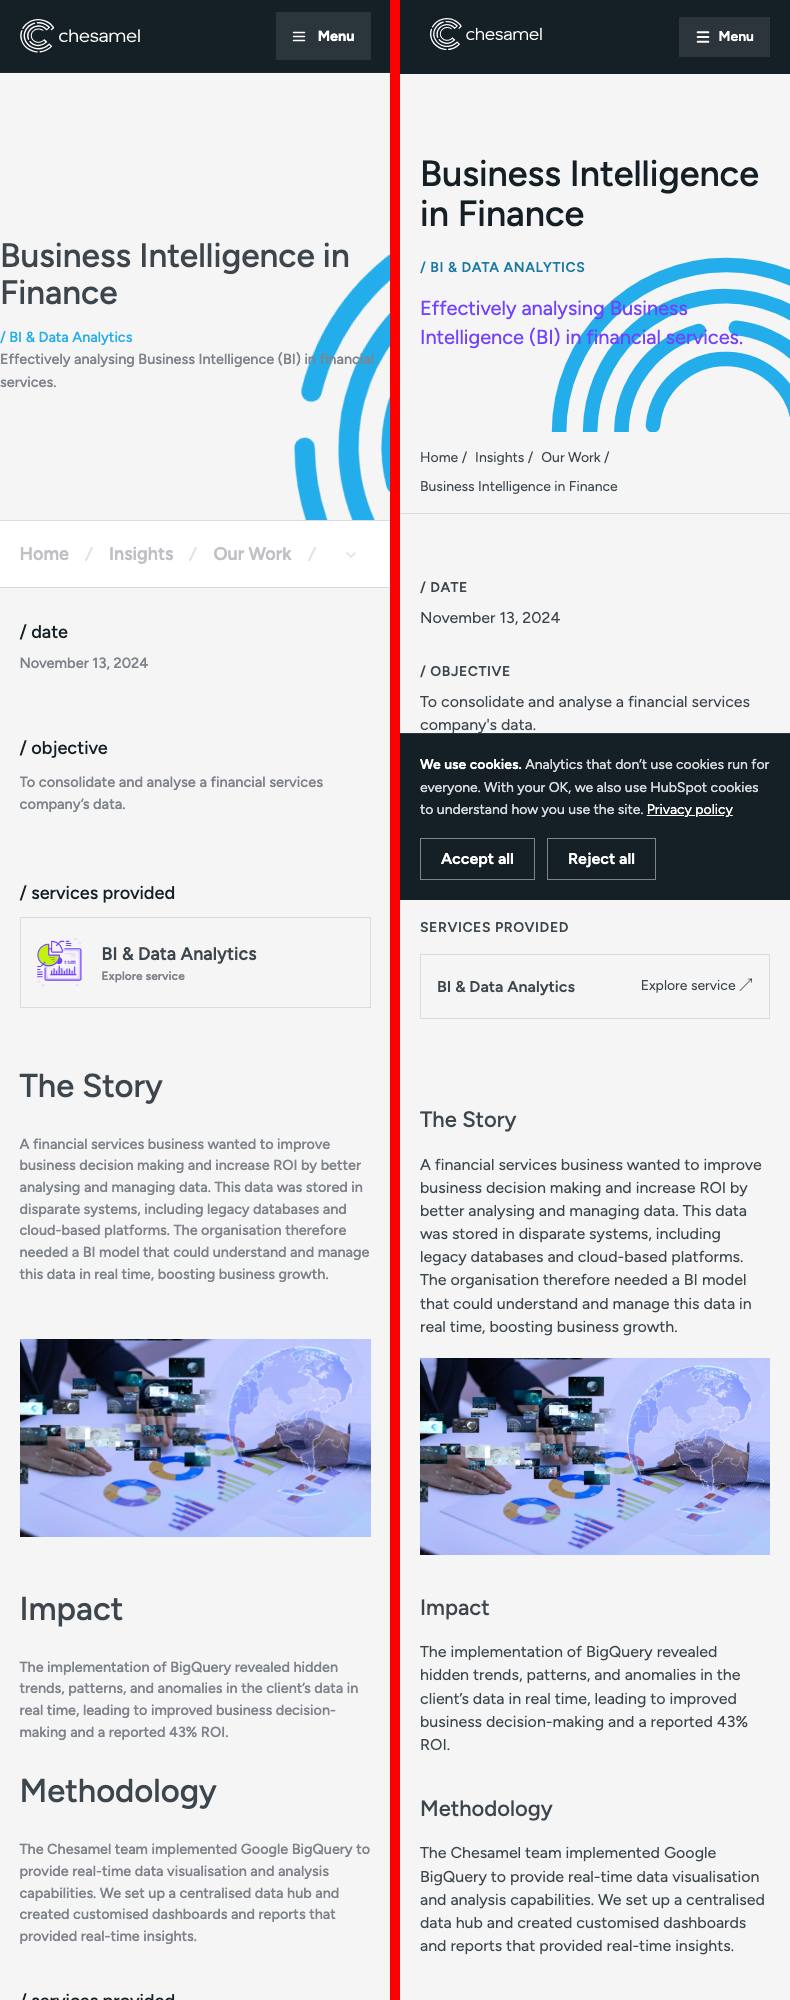 chesamel
Menu
Business Intelligence in
Finance
/ BI & Data Analytics
Effectively analysing Business Intelligence (BI) in financial
services.
Home / Insights / Our Work /
/ date
November 13, 2024
/ objective
To consolidate and analyse a financial services
company's data.
/ services provided
BI & Data Analytics
Explore service
The Story
A financial services business wanted to improve
business decision making and increase ROI by better
analysing and managing data. This data was stored in
disparate systems, including legacy databases and
cloud-based platforms. The organisation therefore
needed a BI model that could understand and manage
this data in real time, boosting business growth.
Impact
The implementation of BigQuery revealed hidden
trends, patterns, and anomalies in the client's data in
real time, leading to improved business decision-
making and a reported 43% ROI.
Methodology
The Chesamel team implemented Google BigQuery to
provide real-time data visualisation and analysis
capabilities. We set up a centralised data hub and
created customised dashboards and reports that
provided real-time insights.
/ services provided
chesamel
Menu
Business Intelligence
in Finance
/ BI & DATA ANALYTICS
Effectively analysing Business
Intelligence (BI) in financial services.
Home / Insights / Our Work /
Business Intelligence in Finance
/ DATE
November 13, 2024
/ OBJECTIVE
To consolidate and analyse a financial services
company's data.
We use cookies. Analytics that don't use cookies run for
everyone. With your OK, we also use HubSpot cookies
to understand how you use the site. Privacy policy
Accept all
Reject all
SERVICES PROVIDED
BI & Data Analytics
Explore service
The Story
A financial services business wanted to improve
business decision making and increase ROI by
better analysing and managing data. This data
was stored in disparate systems, including
legacy databases and cloud-based platforms.
The organisation therefore needed a BI model
that could understand and manage this data in
real time, boosting business growth.
Impact
The implementation of BigQuery revealed
hidden trends, patterns, and anomalies in the
client's data in real time, leading to improved
business decision-making and a reported 43%
ROI.
Methodology
The Chesamel team implemented Google
BigQuery to provide real-time data visualisation
and analysis capabilities. We set up a centralised
data hub and created customised dashboards
and reports that provided real-time insights.